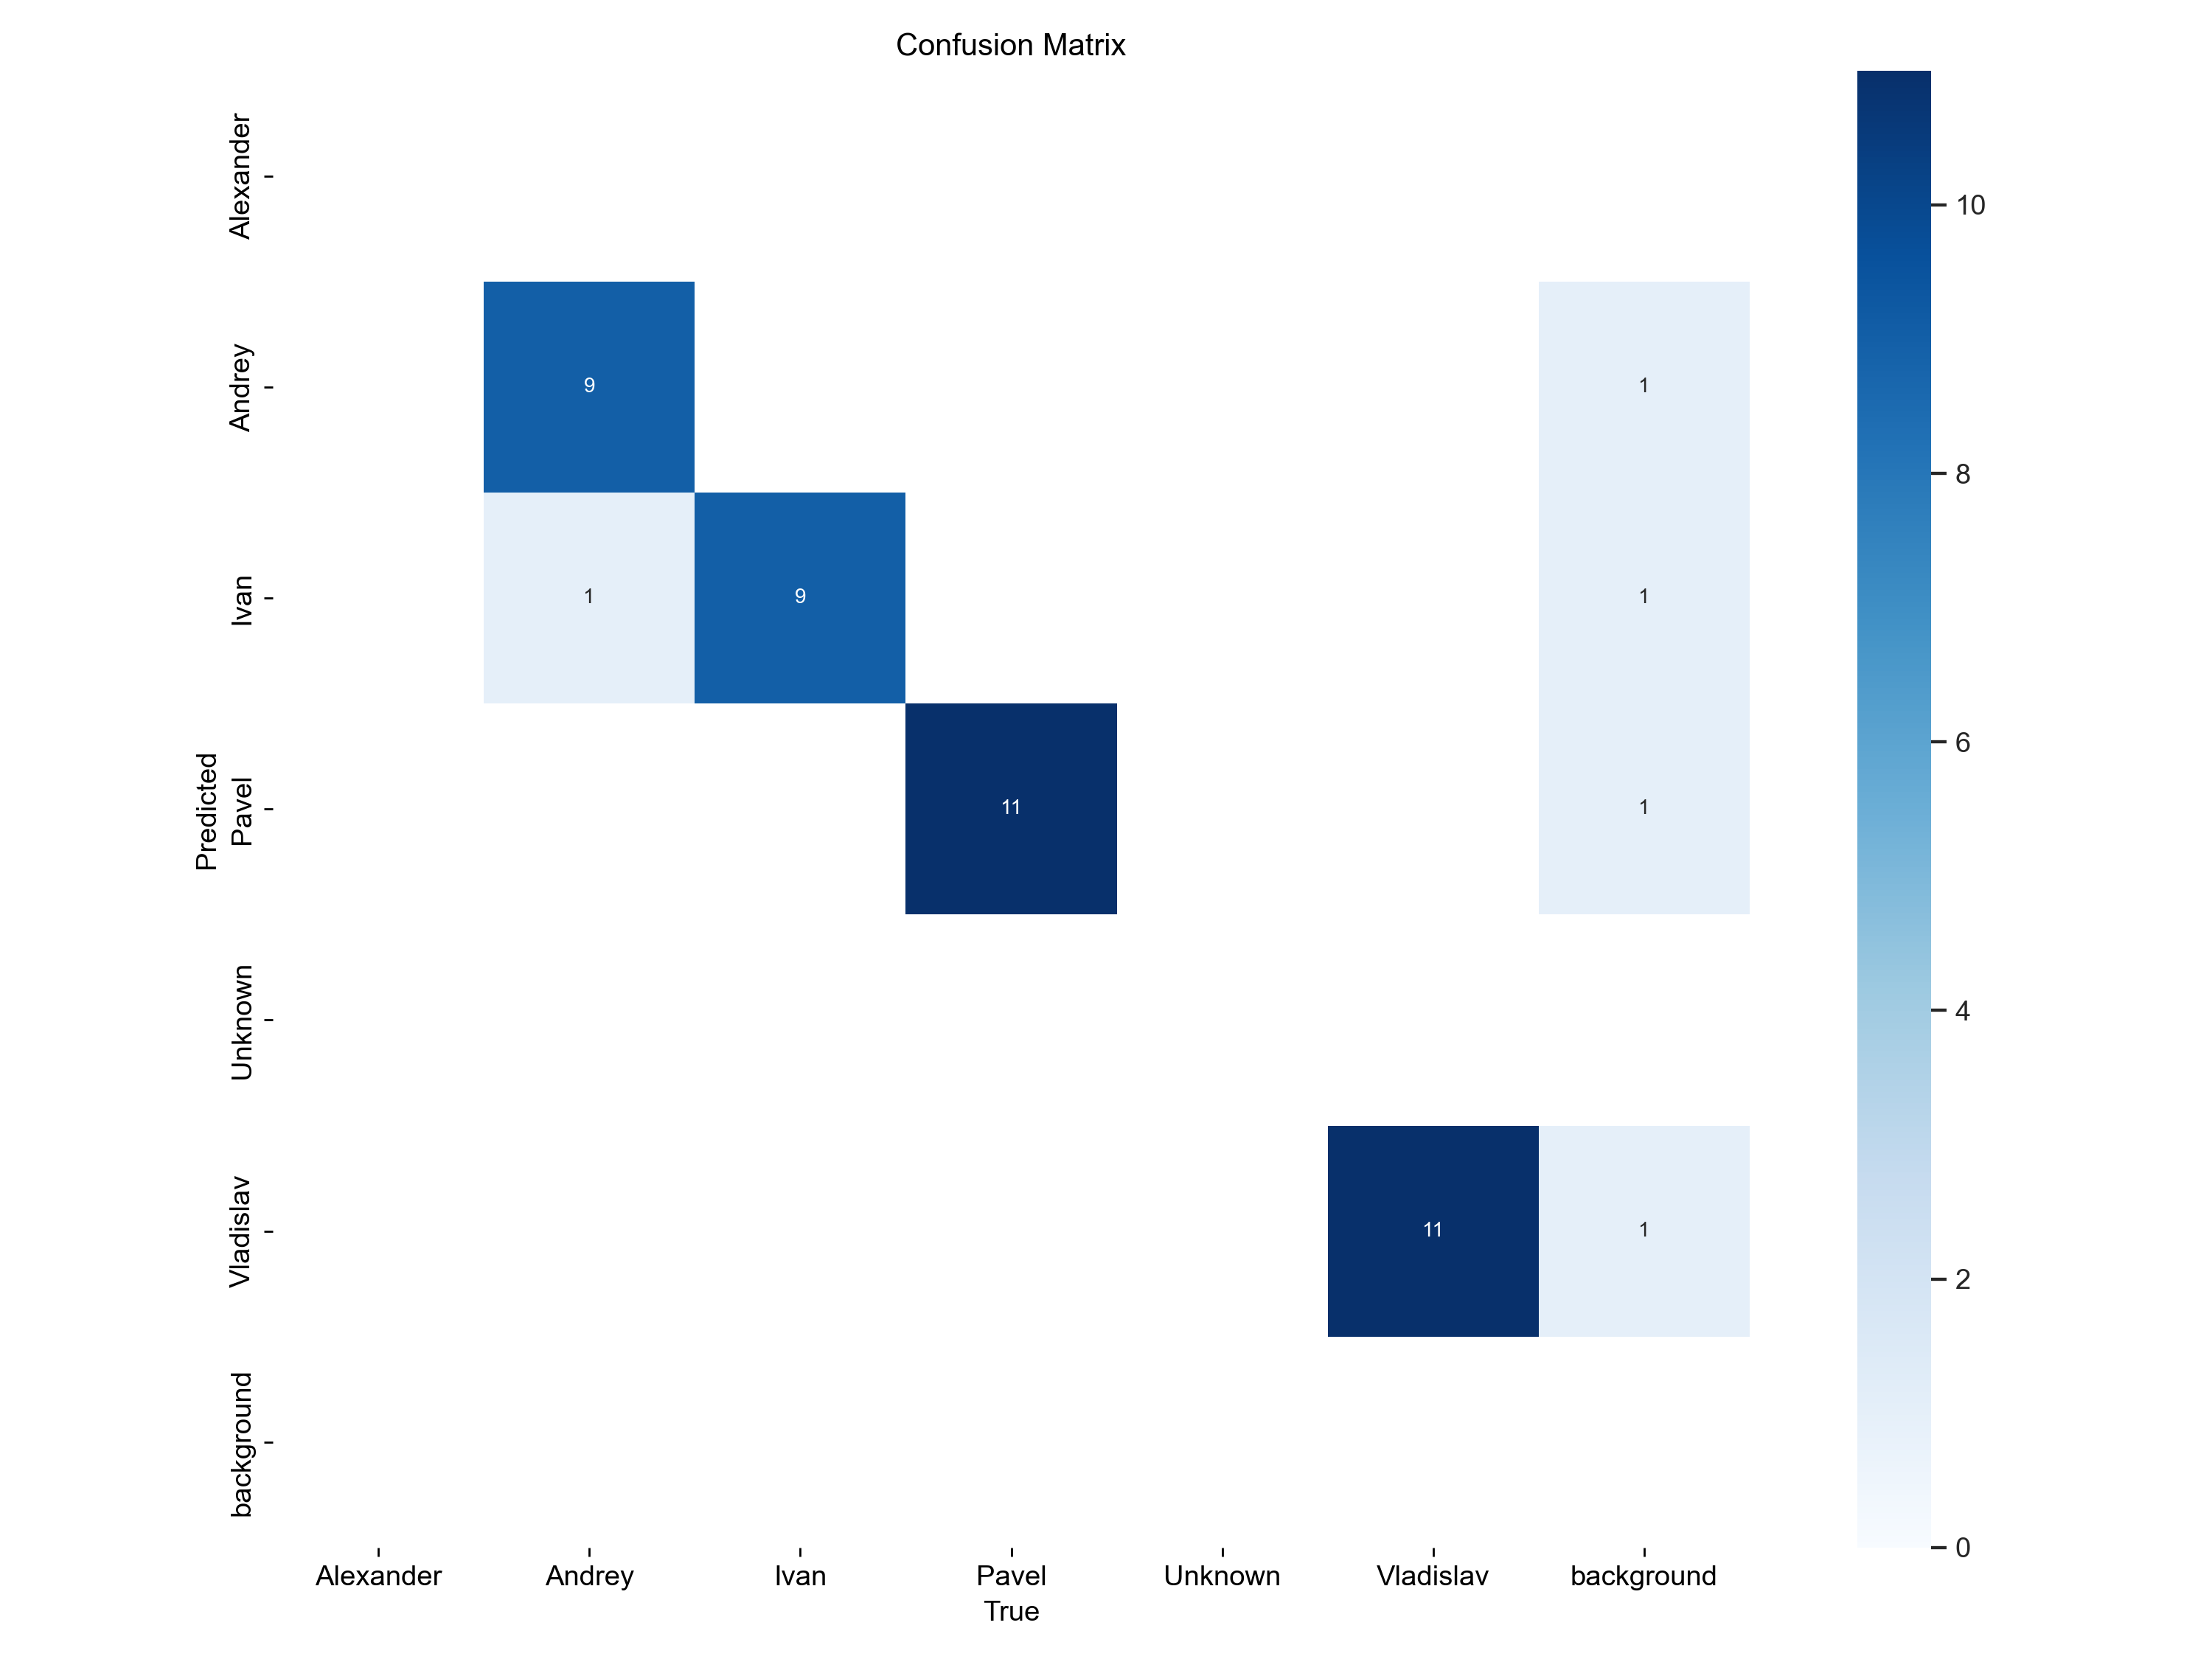 Confusion Matrix
Alexander
Andrey
9
1
Ivan
1
9
1
Predicted
Pavel
11
1
Unknown
Vladislav
11
1
background
Alexander
Andrey
Ivan
Pavel
Unknown
Vladislav
background
True
10
8
6
4
2
0